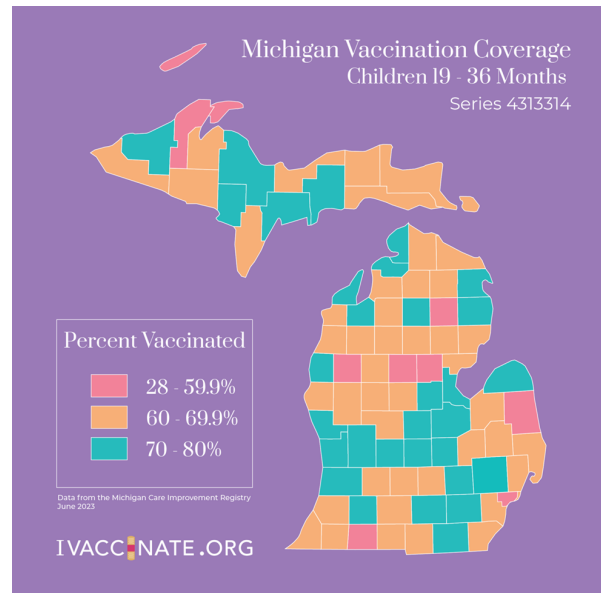 Michigan Vaccination Coverage
Children 19 - 36 Months
Series 4313314
Percent Vaccinated
28 - 59.9%
60 - 69.9%
70 - 80%
Data from the Michigan Care Improvement Registry
June 2023
IVACCINATE.ORG